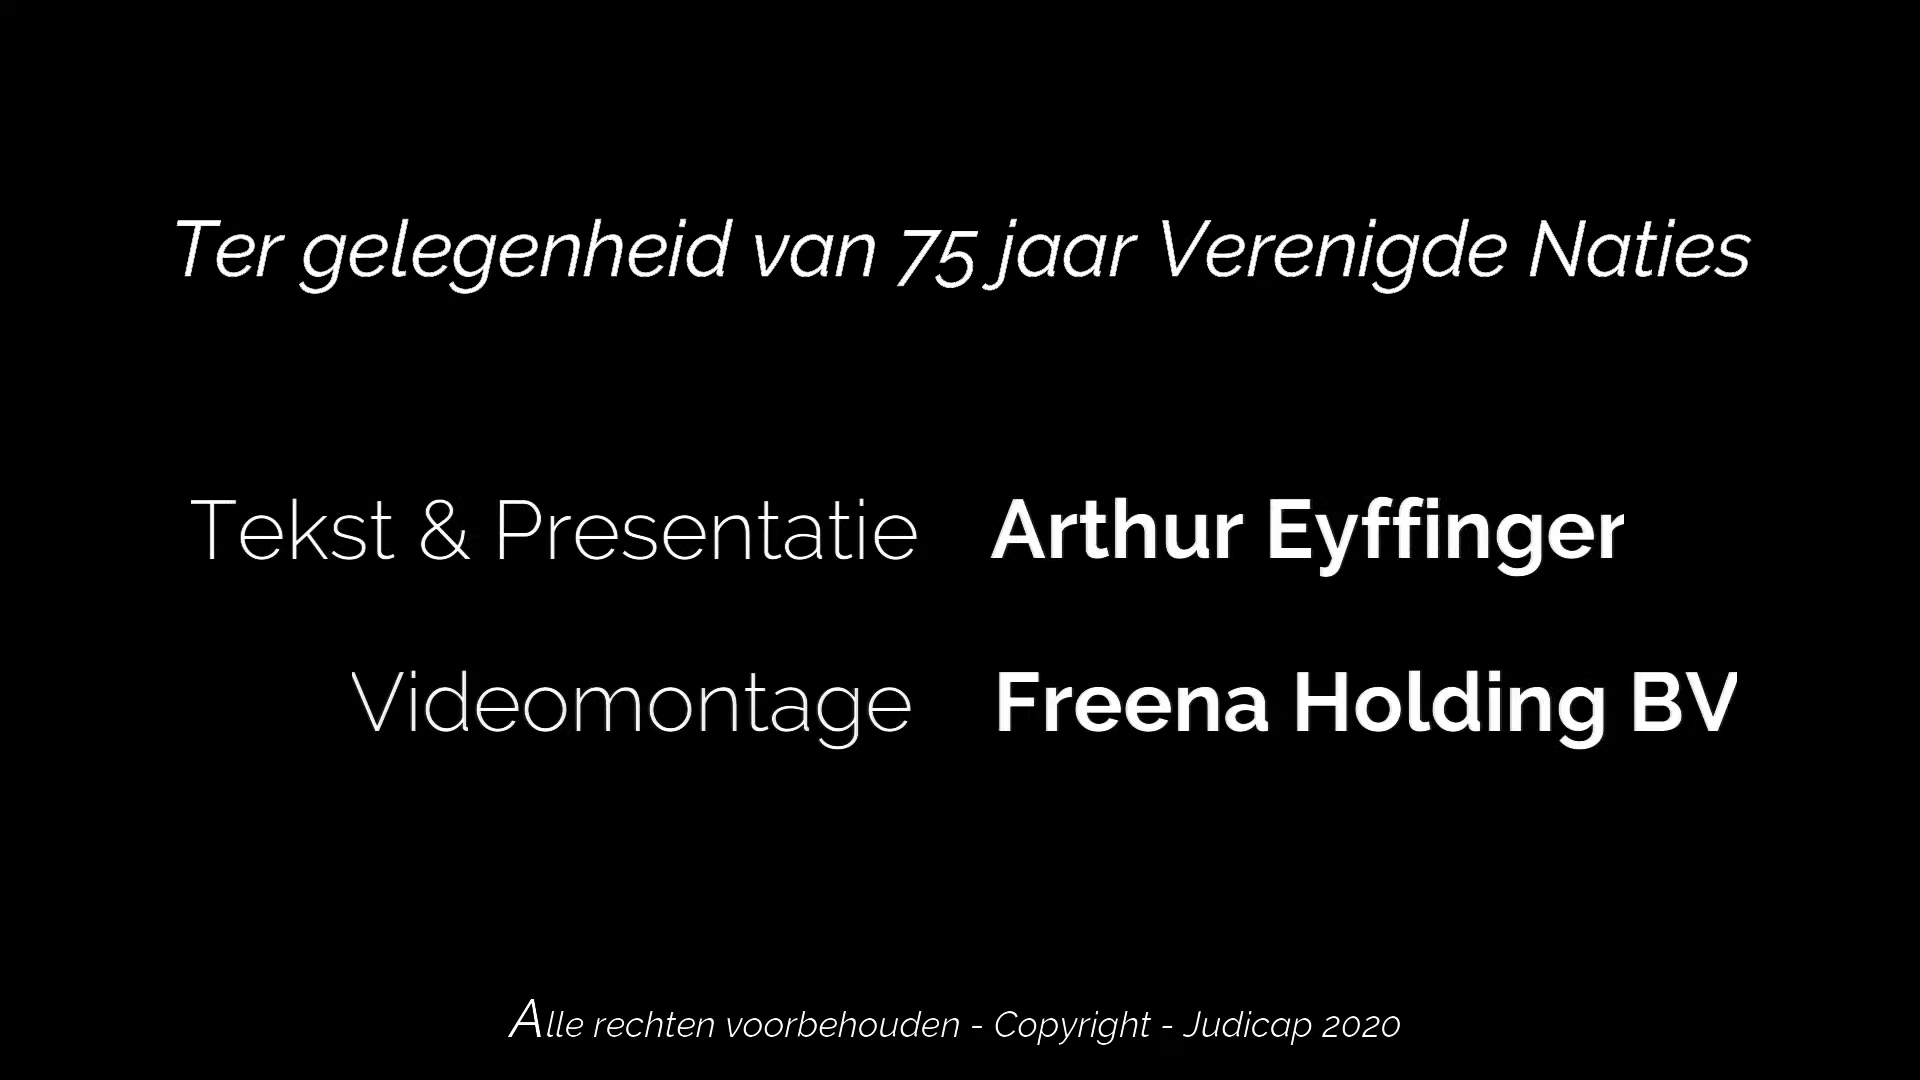 Ter gelegenheid van 75 jaar Verenigde Naties
Tekst & Presentatie Arthur Eyffinger
Videomontage Freena Holding BV
Alle rechten voorbehouden - Copyright - Judicap 2020